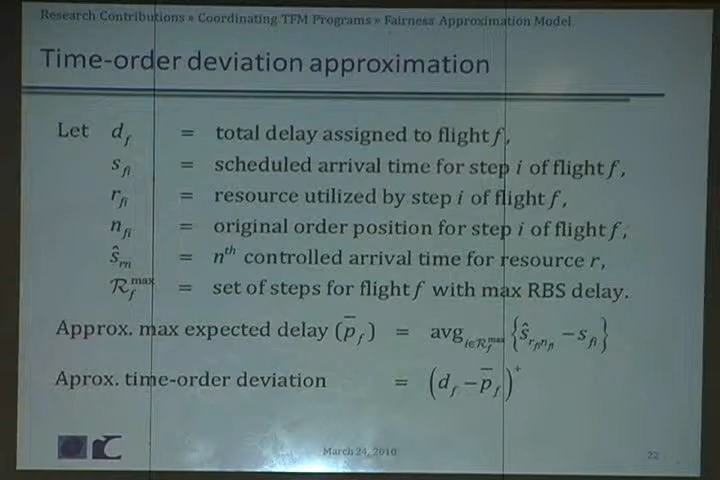 Research Contributions » Coordinating TFM Programs » Fairness Approximation Model
Time-order deviation approximation
Let d_f = total delay assigned to flight f,
s_fi = scheduled arrival time for step i of flight f,
r_fi = resource utilized by step i of flight f,
n_fi = original order position for step i of flight f,
ŝ_rn = n^th controlled arrival time for resource r,
ℛ_f^max = set of steps for flight f with max RBS delay.
Approx. max expected delay (p̅_f) = avg_{i∈ℛ_f^max} {ŝ_{r_fi n_fi} − s_fi}
Aprox. time-order deviation = (d_f − p̅_f)^+
March 24, 2010
22